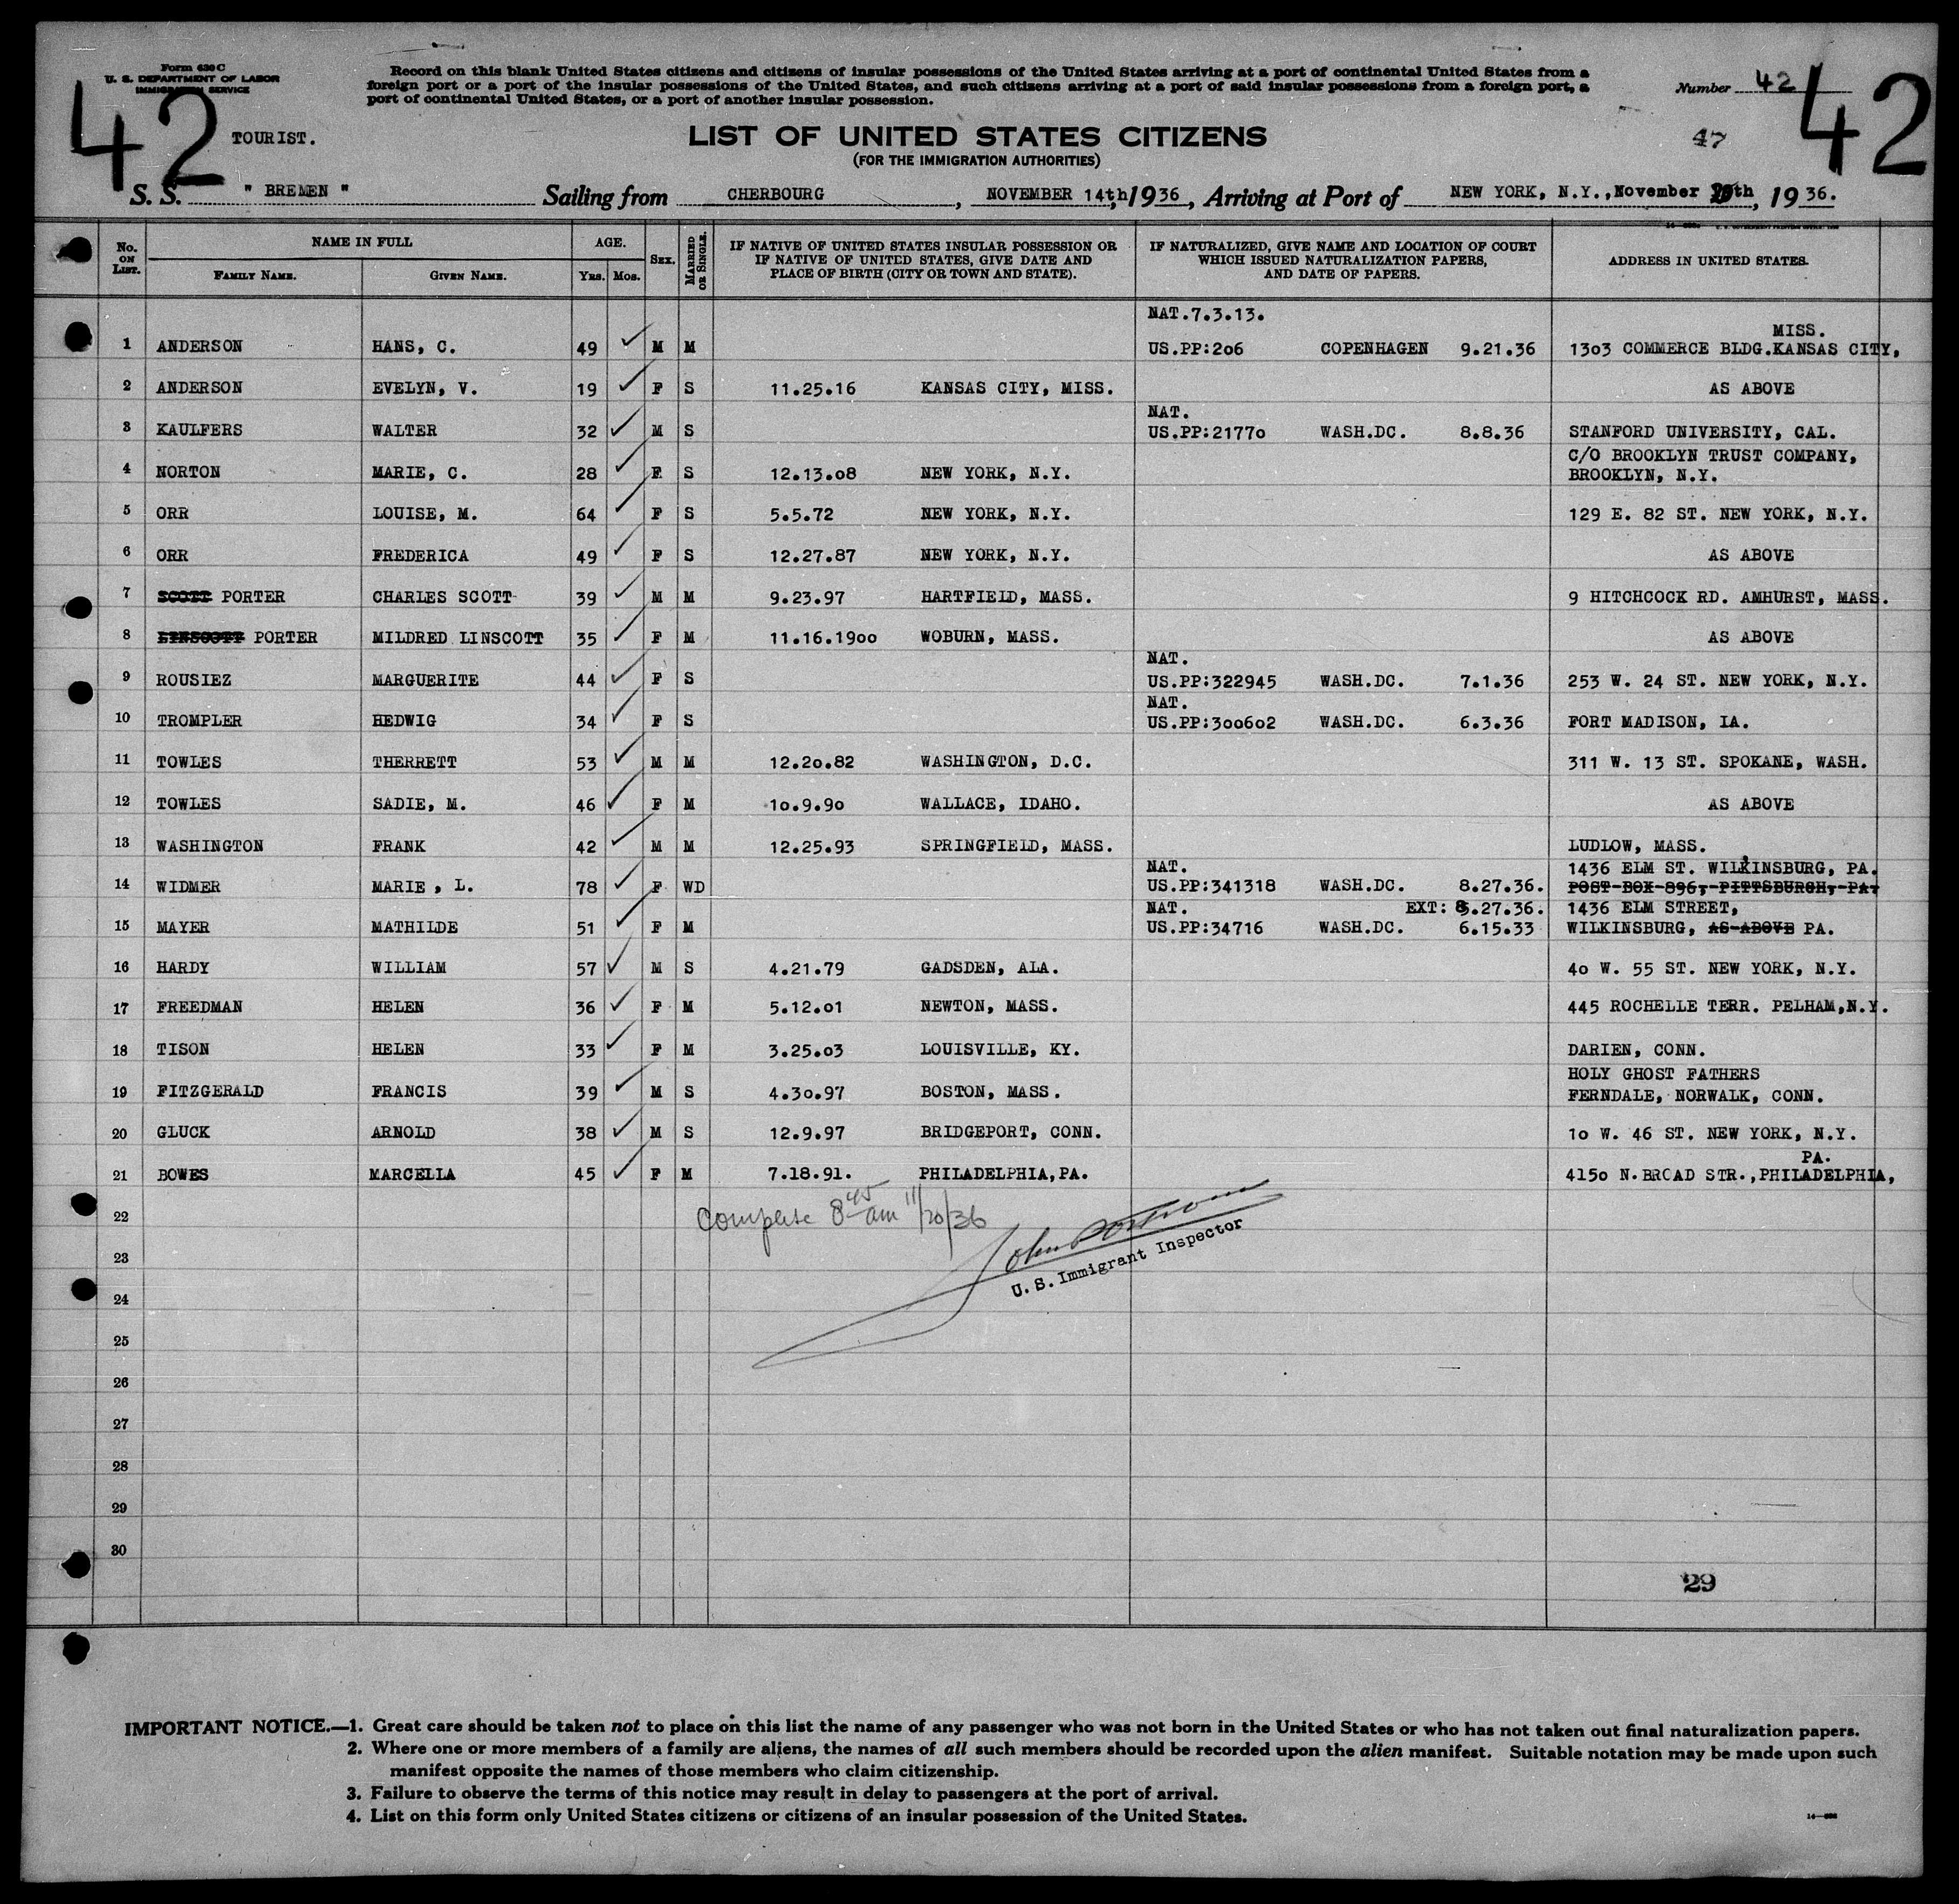 Form 630 C
U. S. DEPARTMENT OF LABOR
IMMIGRATION SERVICE
Record on this blank United States citizens and citizens of insular possessions of the United States arriving at a port of continental United States from a
foreign port or a port of the insular possessions of the United States, and such citizens arriving at a port of said insular possessions from a foreign port, a
port of continental United States, or a port of another insular possession.
Number 42
42
42
47
TOURIST.
LIST OF UNITED STATES CITIZENS
(FOR THE IMMIGRATION AUTHORITIES)
S. S. " BREMEN " Sailing from CHERBOURG , NOVEMBER 14th, 1936 , Arriving at Port of NEW YORK, N.Y., November 20th, 1936.
No. ON LIST. NAME IN FULL AGE. SEX. MARRIED OR SINGLE. IF NATIVE OF UNITED STATES INSULAR POSSESSION OR IF NATIVE OF UNITED STATES, GIVE DATE AND PLACE OF BIRTH (CITY OR TOWN AND STATE). IF NATURALIZED, GIVE NAME AND LOCATION OF COURT WHICH ISSUED NATURALIZATION PAPERS, AND DATE OF PAPERS. ADDRESS IN UNITED STATES.
FAMILY NAME. GIVEN NAME. Yrs. Mos.
NAT.7.3.13. MISS.
1 ANDERSON HANS, C. 49 M M US.PP:206 COPENHAGEN 9.21.36 1303 COMMERCE BLDG.KANSAS CITY,
2 ANDERSON EVELYN, V. 19 F S 11.25.16 KANSAS CITY, MISS. AS ABOVE
NAT.
3 KAULFERS WALTER 32 M S US.PP:21770 WASH.DC. 8.8.36 STANFORD UNIVERSITY, CAL.
C/O BROOKLYN TRUST COMPANY,
4 NORTON MARIE, C. 28 F S 12.13.08 NEW YORK, N.Y. BROOKLYN, N.Y.
5 ORR LOUISE, M. 64 F S 5.5.72 NEW YORK, N.Y. 129 E. 82 ST. NEW YORK, N.Y.
6 ORR FREDERICA 49 F S 12.27.87 NEW YORK, N.Y. AS ABOVE
7 SCOTT PORTER CHARLES SCOTT 39 M M 9.23.97 HARTFIELD, MASS. 9 HITCHCOCK RD. AMHURST, MASS.
8 LINSCOTT PORTER MILDRED LINSCOTT 35 F M 11.16.1900 WOBURN, MASS. AS ABOVE
NAT.
9 ROUSIEZ MARGUERITE 44 F S US.PP:322945 WASH.DC. 7.1.36 253 W. 24 ST. NEW YORK, N.Y.
NAT.
10 TROMPLER HEDWIG 34 F S US.PP:300602 WASH.DC. 6.3.36 FORT MADISON, IA.
11 TOWLES THERRETT 53 M M 12.20.82 WASHINGTON, D.C. 311 W. 13 ST. SPOKANE, WASH.
12 TOWLES SADIE, M. 46 F M 10.9.90 WALLACE, IDAHO. AS ABOVE
13 WASHINGTON FRANK 42 M M 12.25.93 SPRINGFIELD, MASS. LUDLOW, MASS.
NAT. 1436 ELM ST. WILKINSBURG, PA.
14 WIDMER MARIE , L. 78 F WD US.PP:341318 WASH.DC. 8.27.36. POST BOX 896, PITTSBURGH, PA.
NAT. EXT: 8.27.36. 1436 ELM STREET,
15 MAYER MATHILDE 51 F M US.PP:34716 WASH.DC. 6.15.33 WILKINSBURG, AS ABOVE PA.
16 HARDY WILLIAM 57 M S 4.21.79 GADSDEN, ALA. 40 W. 55 ST. NEW YORK, N.Y.
17 FREEDMAN HELEN 36 F M 5.12.01 NEWTON, MASS. 445 ROCHELLE TERR. PELHAM,N.Y.
18 TISON HELEN 33 F M 3.25.03 LOUISVILLE, KY. DARIEN, CONN.
HOLY GHOST FATHERS
19 FITZGERALD FRANCIS 39 M S 4.30.97 BOSTON, MASS. FERNDALE, NORWALK, CONN.
20 GLUCK ARNOLD 38 M S 12.9.97 BRIDGEPORT, CONN. 10 W. 46 ST. NEW YORK, N.Y.
PA.
21 BOWES MARCELLA 45 F M 7.18.91. PHILADELPHIA,PA. 4150 N.BROAD STR.,PHILADELPHIA,
22 Complete 8 45 am 11/20/36
John
23 U. S. Immigrant Inspector
24
25
26
27
28
29
30
29
IMPORTANT NOTICE.—1. Great care should be taken not to place on this list the name of any passenger who was not born in the United States or who has not taken out final naturalization papers.
2. Where one or more members of a family are aliens, the names of all such members should be recorded upon the alien manifest. Suitable notation may be made upon such
manifest opposite the names of those members who claim citizenship.
3. Failure to observe the terms of this notice may result in delay to passengers at the port of arrival.
4. List on this form only United States citizens or citizens of an insular possession of the United States.